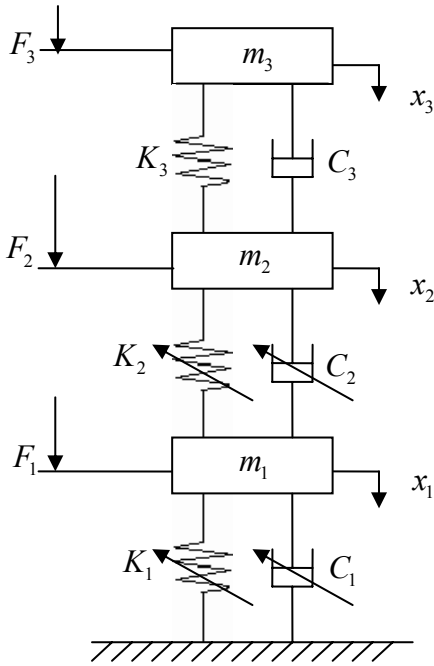 F₃ m₃ x₃
K₃ C₃
F₂ m₂ x₂
K₂ C₂
F₁ m₁ x₁
K₁ C₁